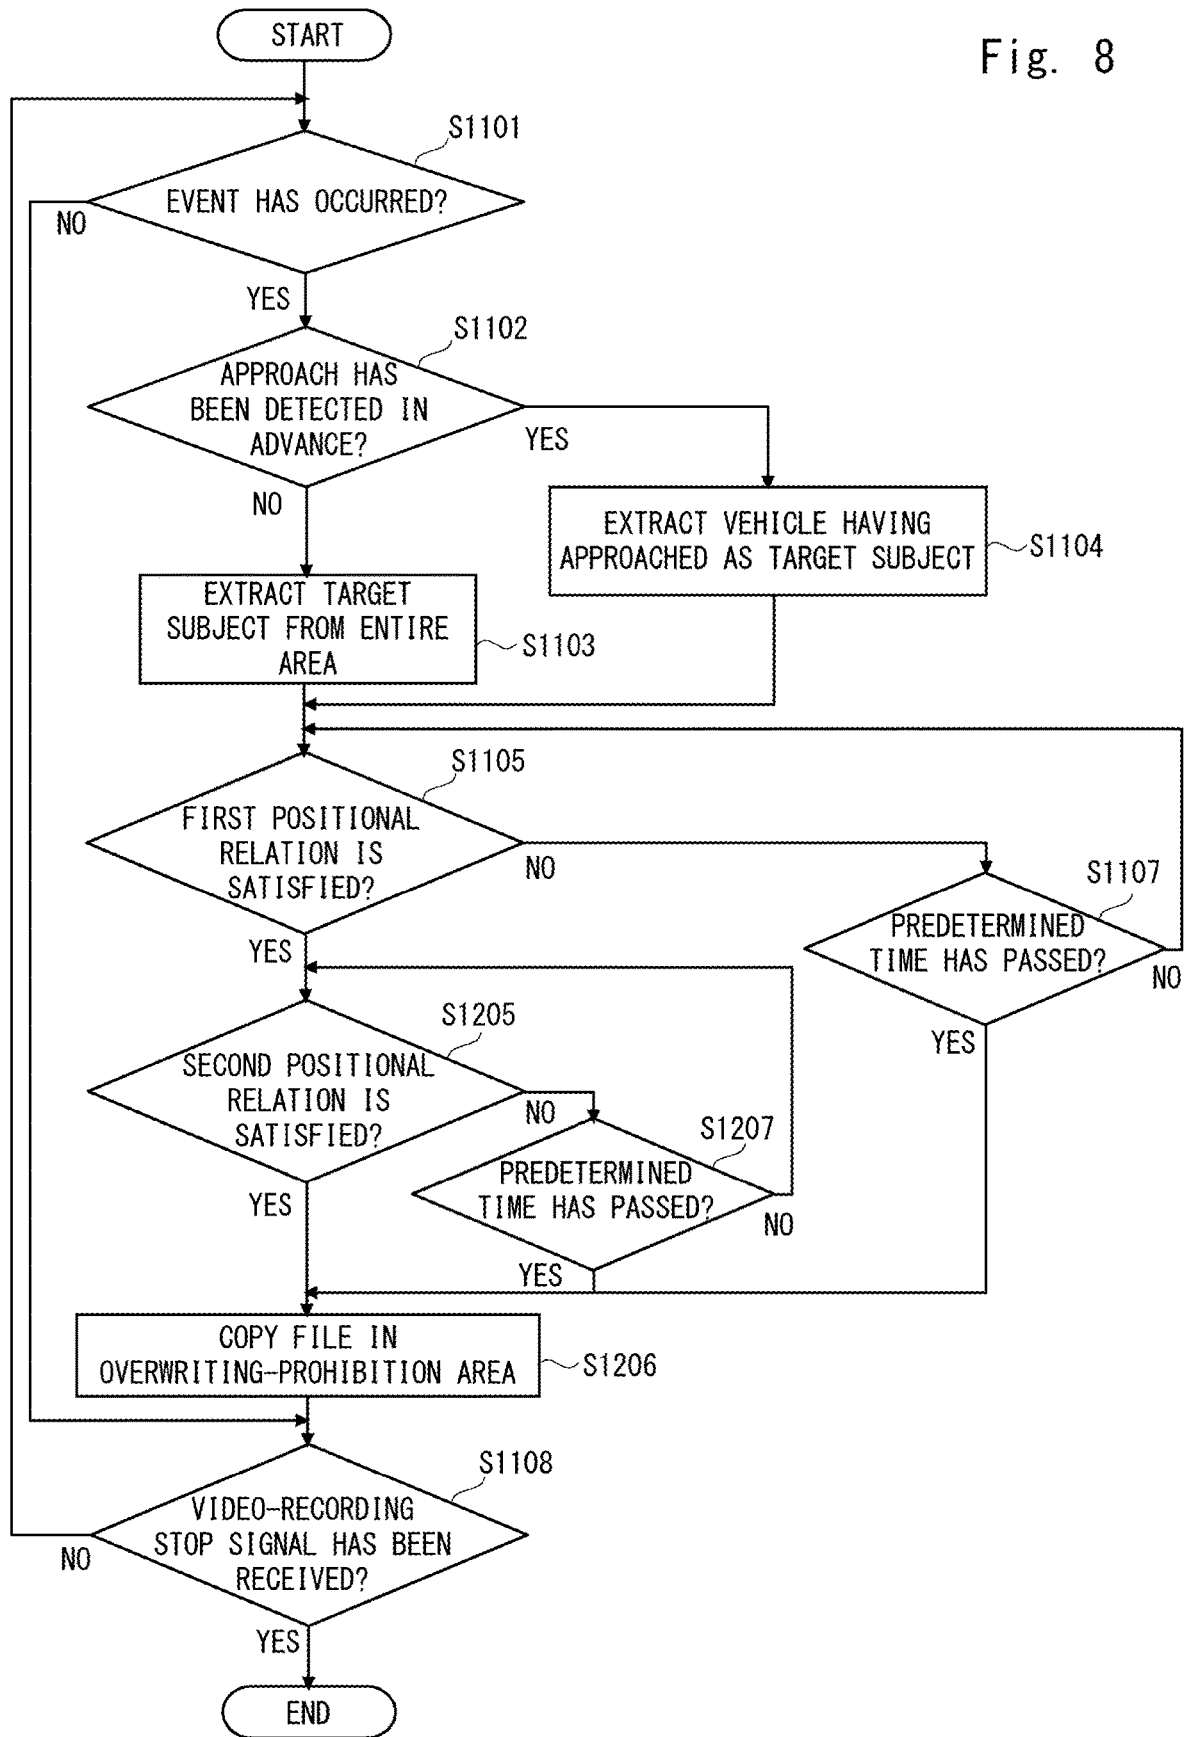 START
Fig. 8
S1101
EVENT HAS OCCURRED?
NO
YES
S1102
APPROACH HAS
BEEN DETECTED IN
ADVANCE?
YES
NO
EXTRACT VEHICLE HAVING
APPROACHED AS TARGET SUBJECT
S1104
EXTRACT TARGET
SUBJECT FROM ENTIRE
AREA
S1103
S1105
FIRST POSITIONAL
RELATION IS
SATISFIED?
NO
YES
S1107
PREDETERMINED
TIME HAS PASSED?
NO
YES
S1205
SECOND POSITIONAL
RELATION IS
SATISFIED?
NO
YES
S1207
PREDETERMINED
TIME HAS PASSED?
NO
YES
COPY FILE IN
OVERWRITING-PROHIBITION AREA
S1206
S1108
VIDEO-RECORDING
STOP SIGNAL HAS BEEN
RECEIVED?
NO
YES
END